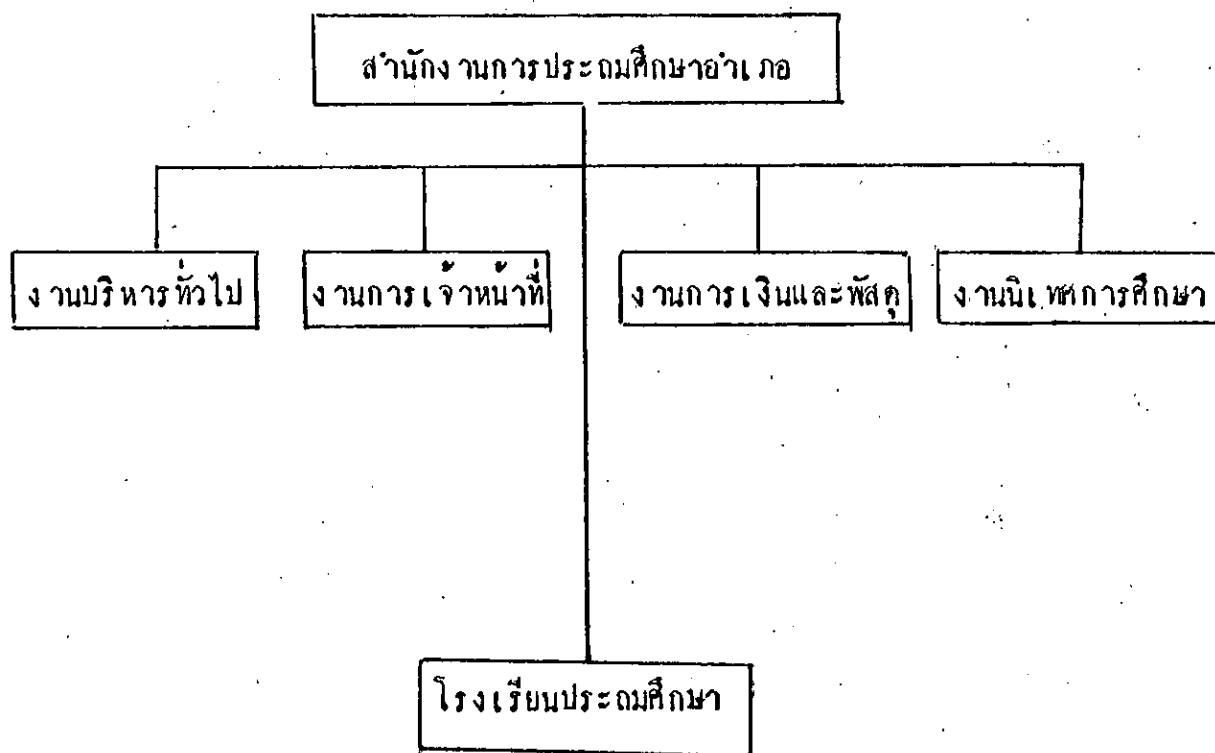 สำนักงานการประถมศึกษาอำเภอ
งานบริหารทั่วไป
งานการเจ้าหน้าที่
งานการเงินและพัสดุ
งานนิเทศการศึกษา
โรงเรียนประถมศึกษา